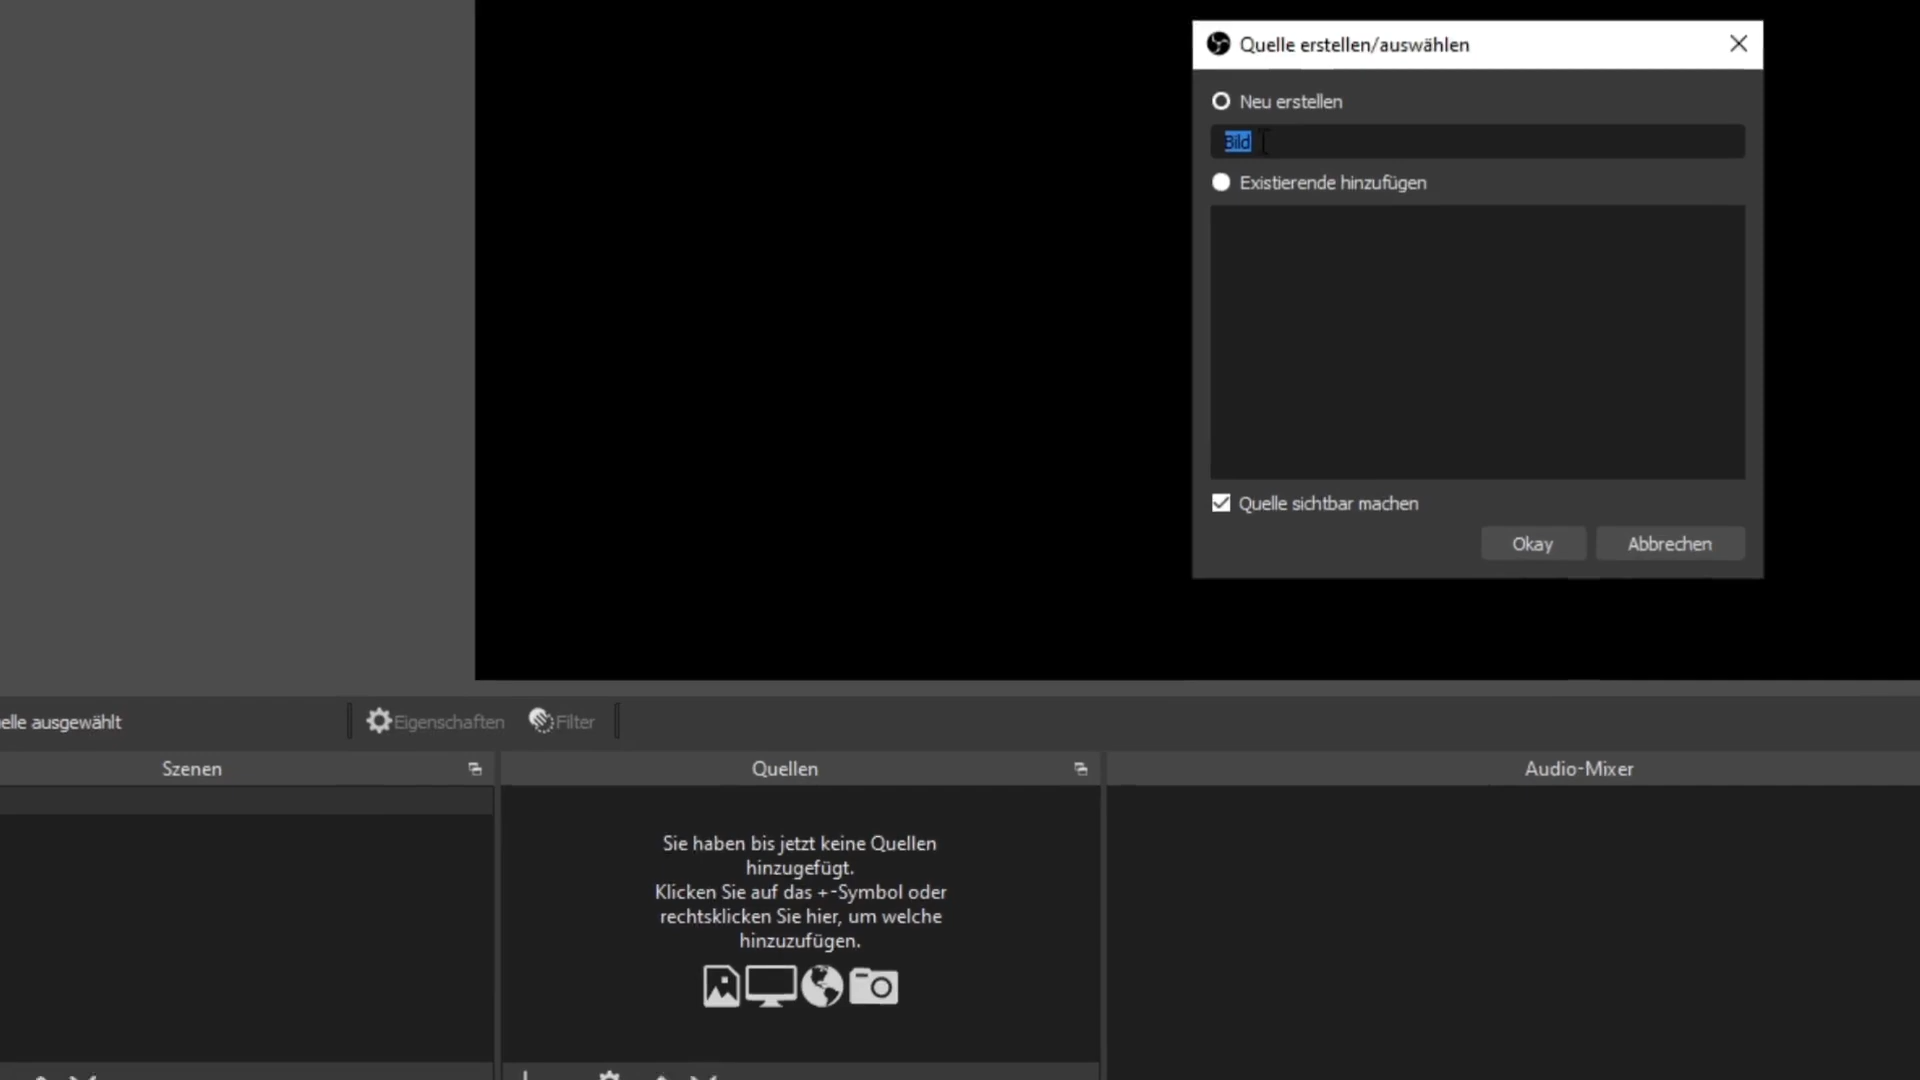 Quelle erstellen/auswählen
Neu erstellen
Bild
Existierende hinzufügen
Quelle sichtbar machen
Okay
Abbrechen
elle ausgewählt
Eigenschaften
Filter
Szenen
Quellen
Audio-Mixer
Sie haben bis jetzt keine Quellen
hinzugefügt.
Klicken Sie auf das +-Symbol oder
rechtsklicken Sie hier, um welche
hinzuzufügen.